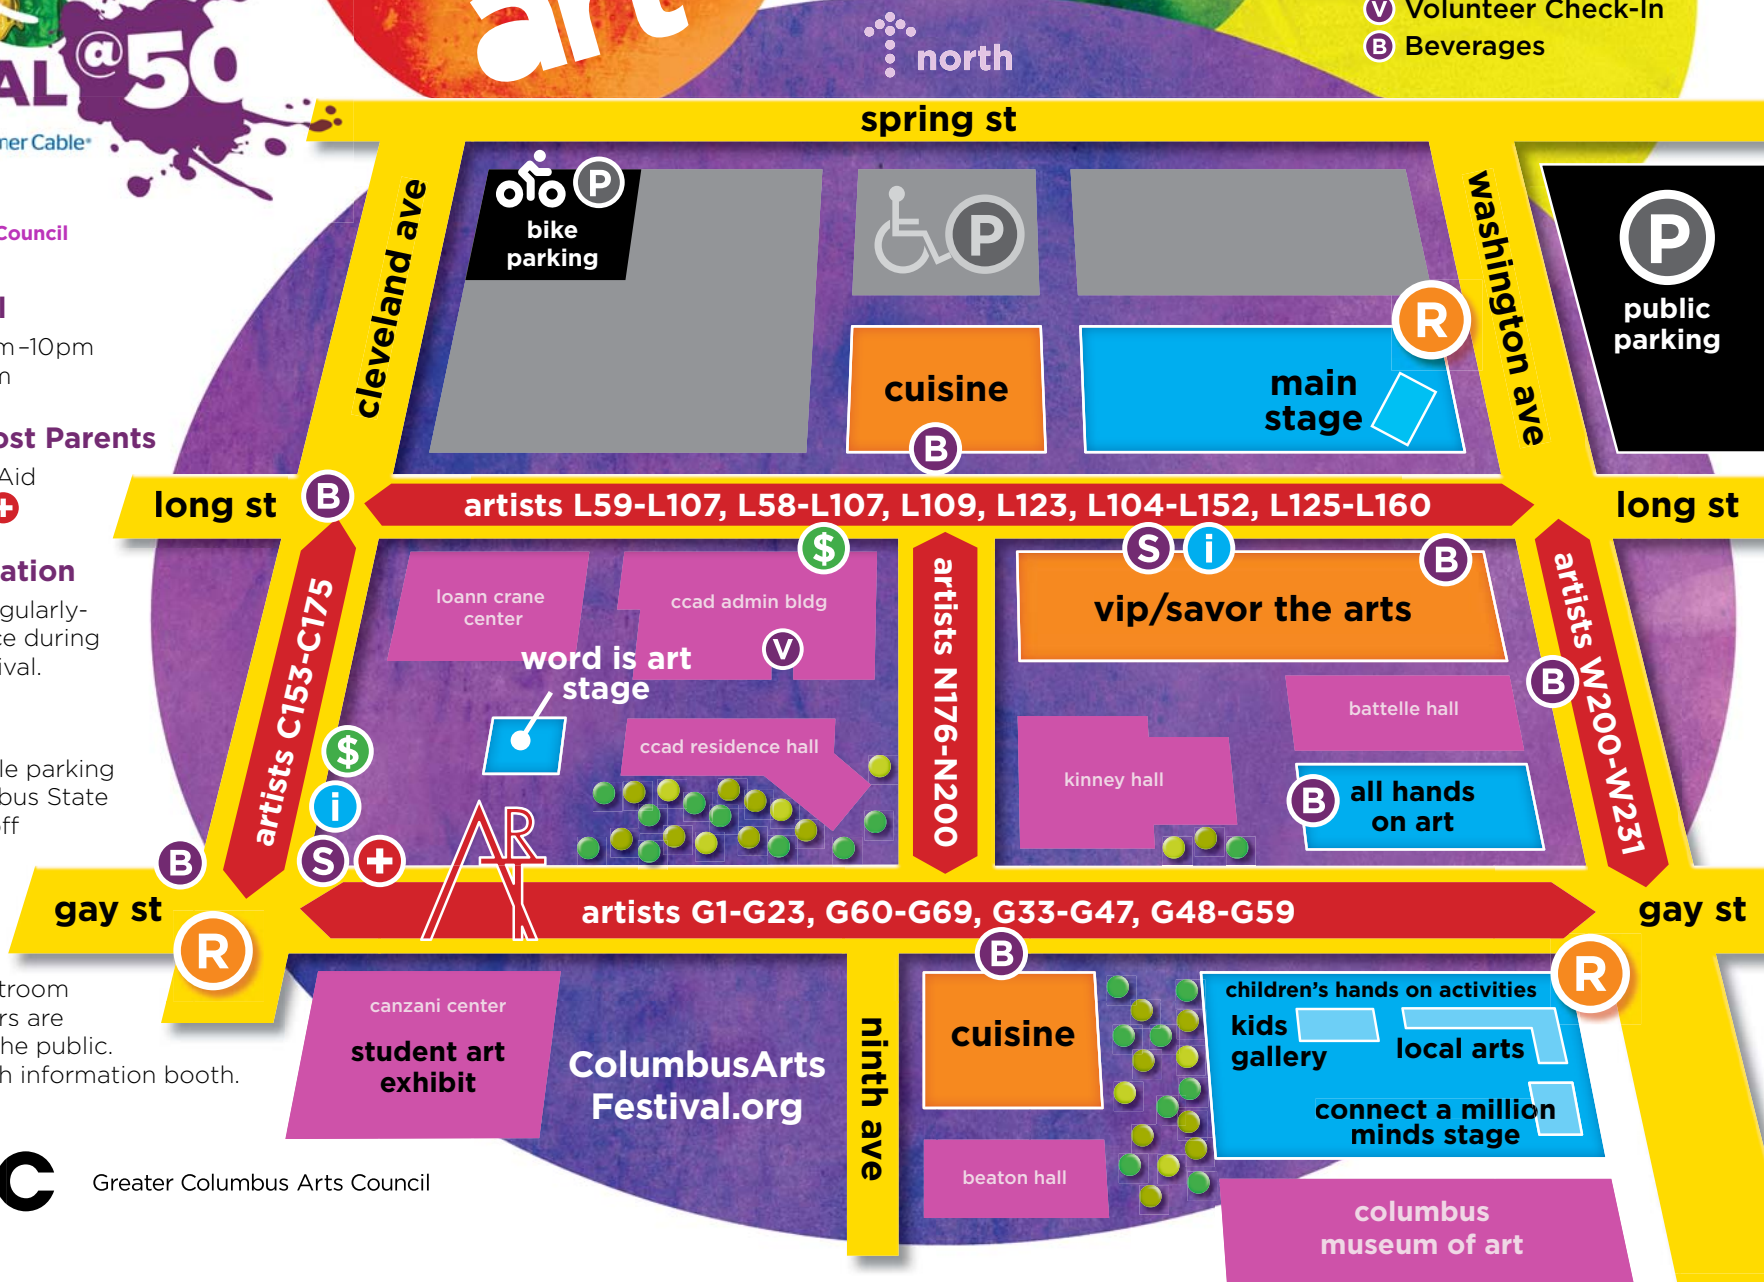 art
@50
AL
V Volunteer Check-In
B Beverages
north
ner Cable®
spring st
cleveland ave
washington ave
P
bike
parking
P
P
public
parking
Council
m–10pm
m
R
cuisine
main
stage
B
ost Parents
Aid
long st
B
artists L59-L107, L58-L107, L109, L123, L104-L152, L125-L160
long st
ation
gularly-
ce during
ival.
artists C153-C175
loann crane
center
$
ccad admin bldg
V
word is art
stage
ccad residence hall
artists N176-N200
S
i
B
vip/savor the arts
artists W200-W231
B
battelle hall
kinney hall
B
all hands
on art
le parking
bus State
off
$
i
S
B
ART
gay st
R
artists G1-G23, G60-G69, G33-G47, G48-G59
gay st
B
R
troom
rs are
he public.
h information booth.
canzani center
student art
exhibit
ColumbusArts
Festival.org
ninth ave
cuisine
beaton hall
children's hands on activities
kids
gallery
local arts
connect a million
minds stage
columbus
museum of art
C
Greater Columbus Arts Council